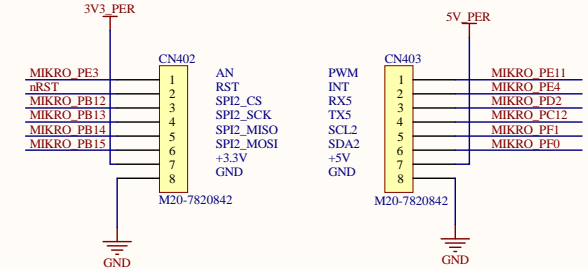 3V3_PER
CN402
MIKRO_PE3 1 AN
nRST 2 RST
MIKRO_PB12 3 SPI2_CS
MIKRO_PB13 4 SPI2_SCK
MIKRO_PB14 5 SPI2_MISO
MIKRO_PB15 6 SPI2_MOSI
7 +3.3V
8 GND
M20-7820842
GND
5V_PER
CN403
PWM 1 MIKRO_PE11
INT 2 MIKRO_PE4
RX5 3 MIKRO_PD2
TX5 4 MIKRO_PC12
SCL2 5 MIKRO_PF1
SDA2 6 MIKRO_PF0
+5V 7
GND 8
M20-7820842
GND